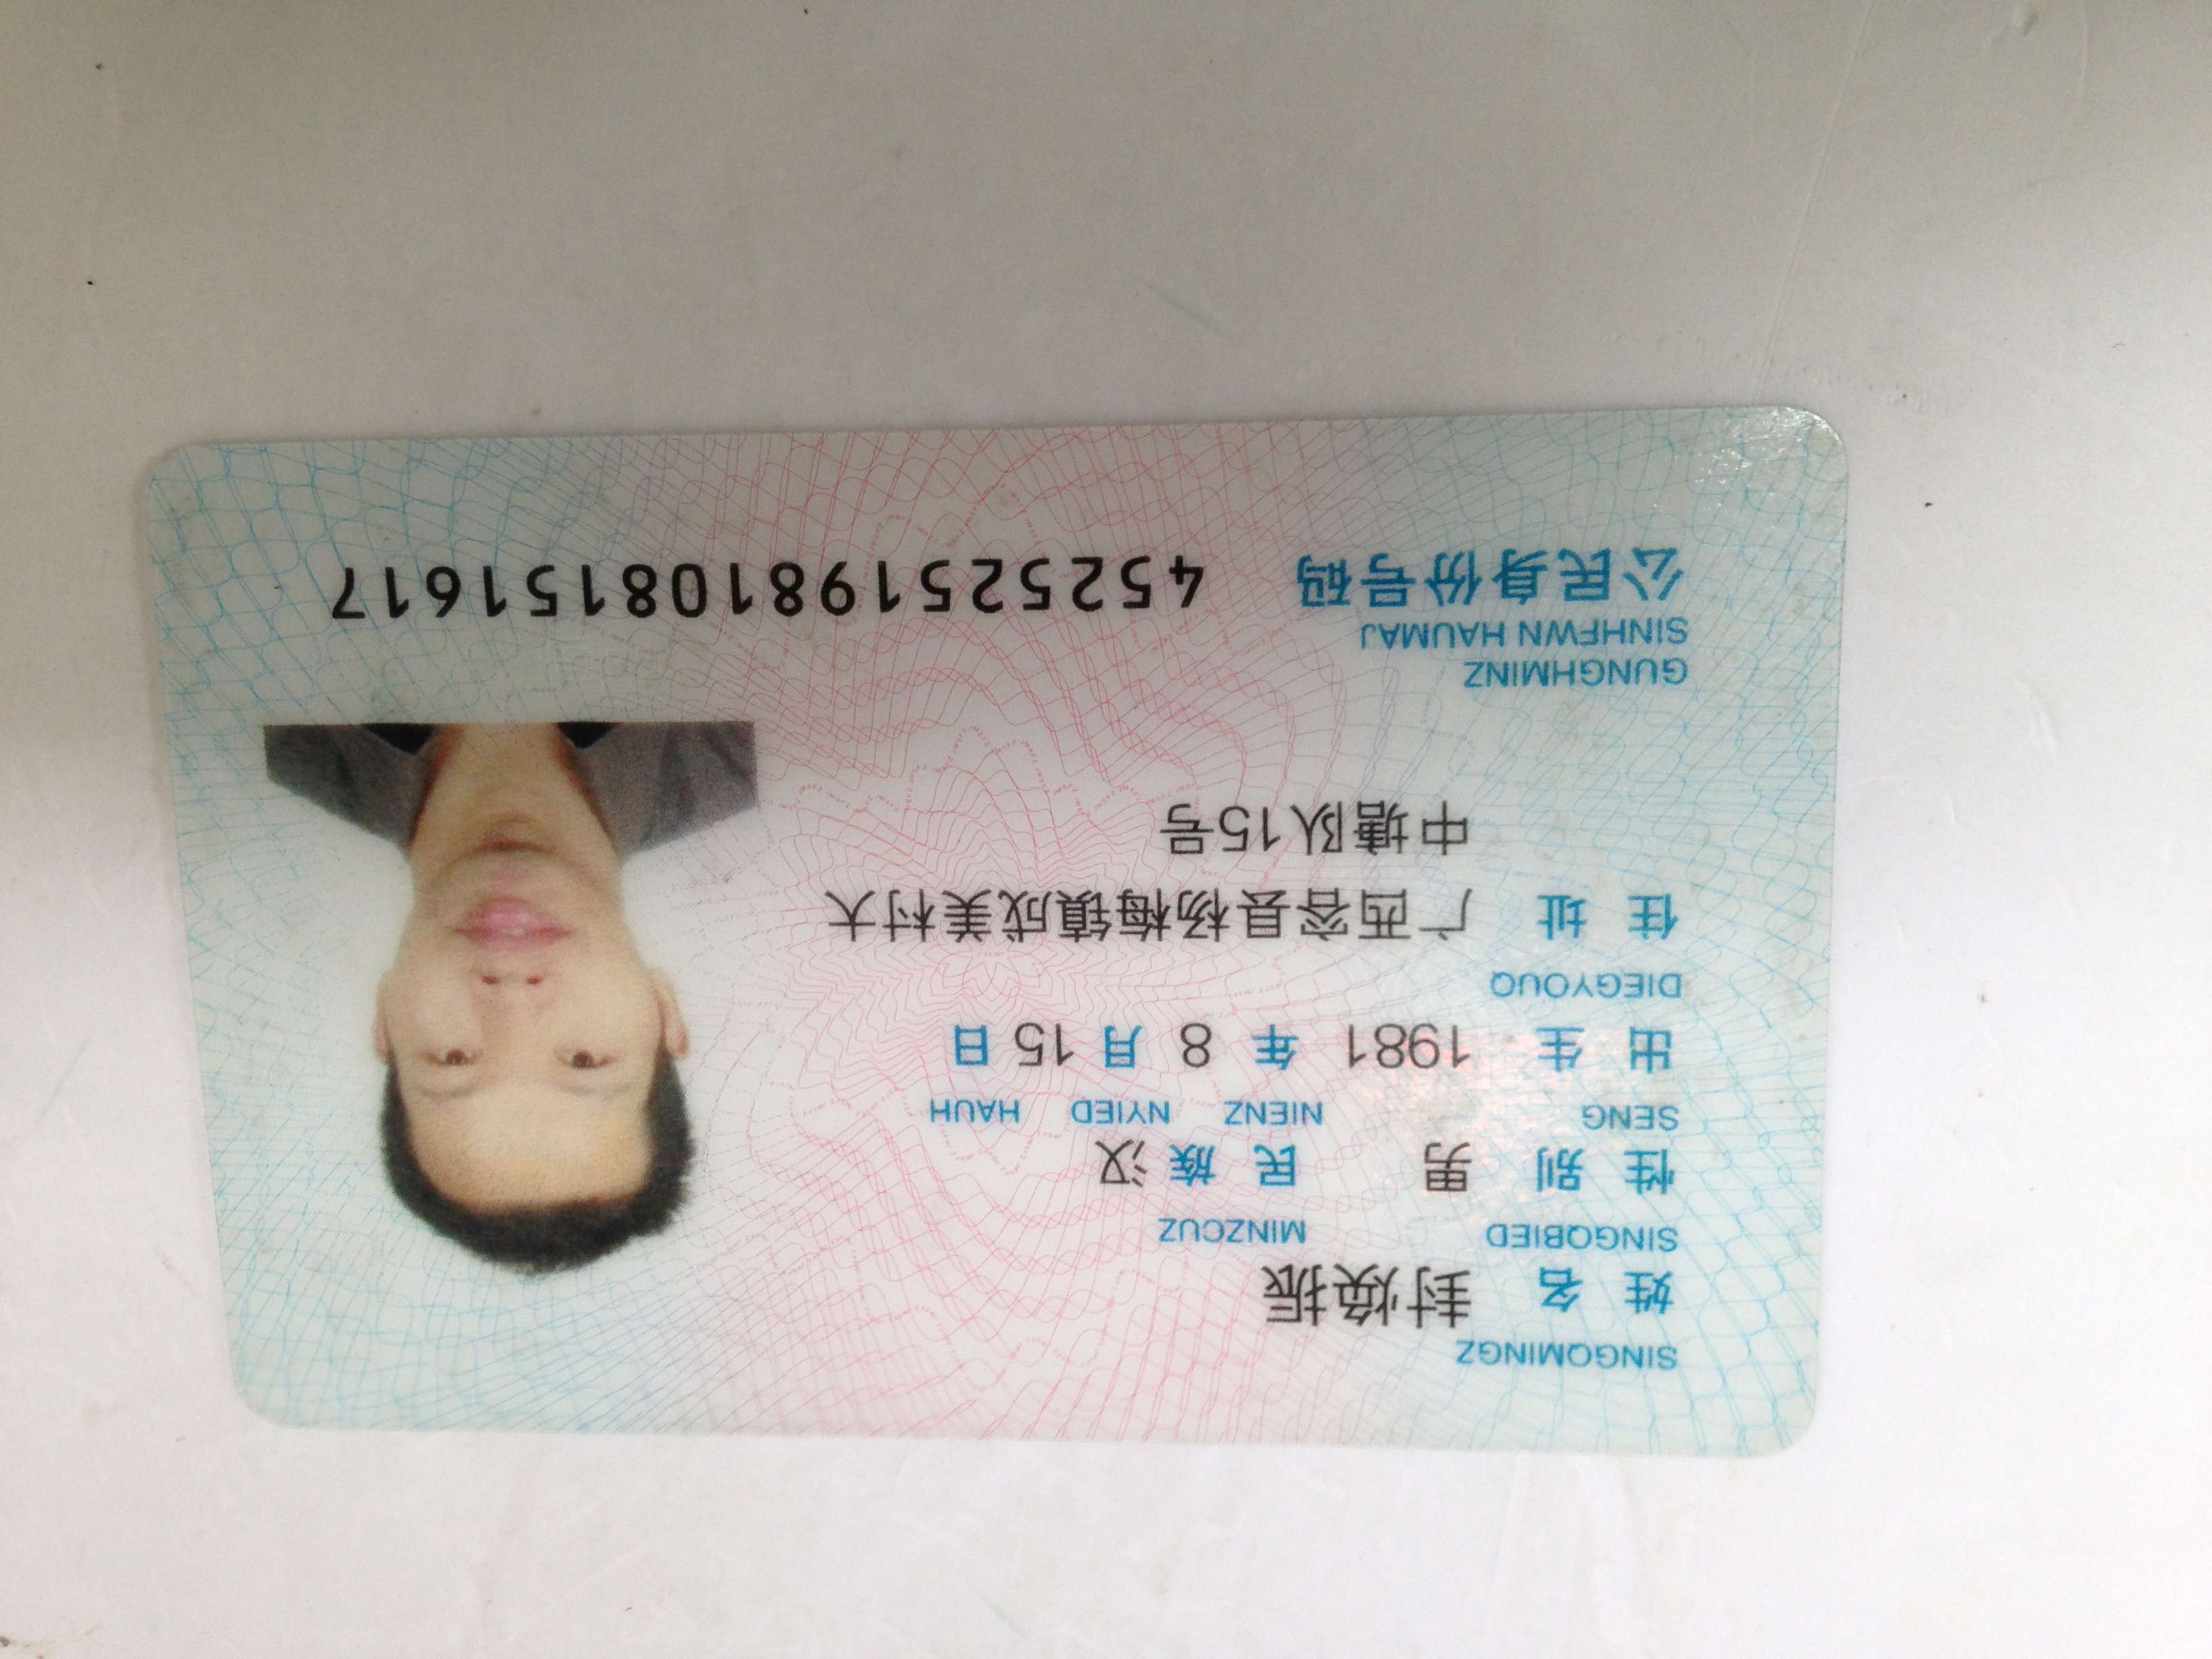 SINGQMINGZ
姓 名 封焕振
SINGQBIED MINZCUZ
性 别 男 民 族 汉
SENG NIENZ NYIED HAUH
出 生 1981 年 8 月 15 日
DIEGYOUQ
住 址 广西容县杨梅镇成美村大
中塘队15号
GUNGHMINZ
SINHFWN HAUMAJ
公民身份号码 452525198108151617